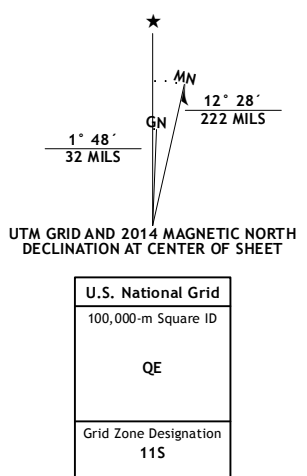 ★
MN
GN
12° 28´
222 MILS
1° 48´
32 MILS
UTM GRID AND 2014 MAGNETIC NORTH
DECLINATION AT CENTER OF SHEET
U.S. National Grid
100,000-m Square ID
QE
Grid Zone Designation
11S